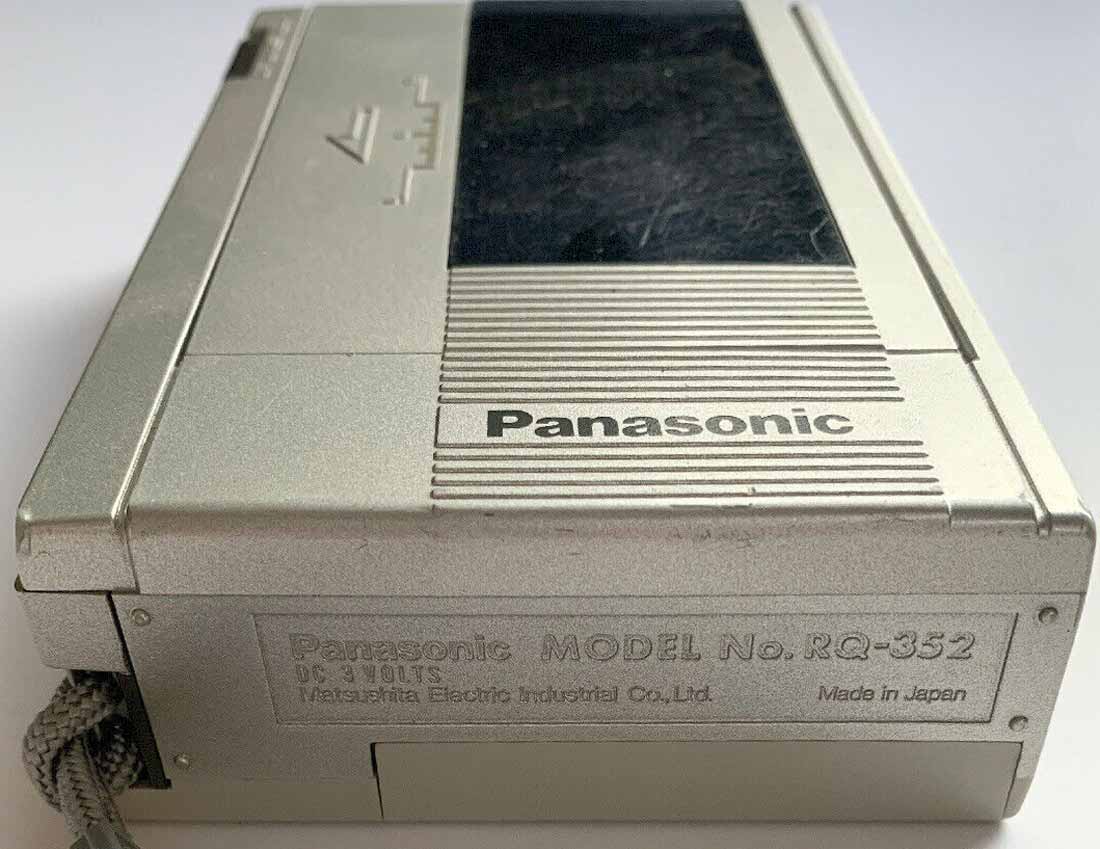 Panasonic
Panasonic MODEL No. RQ-352
DC 3 VOLTS
Matsushita Electric Industrial Co., Ltd. Made in Japan